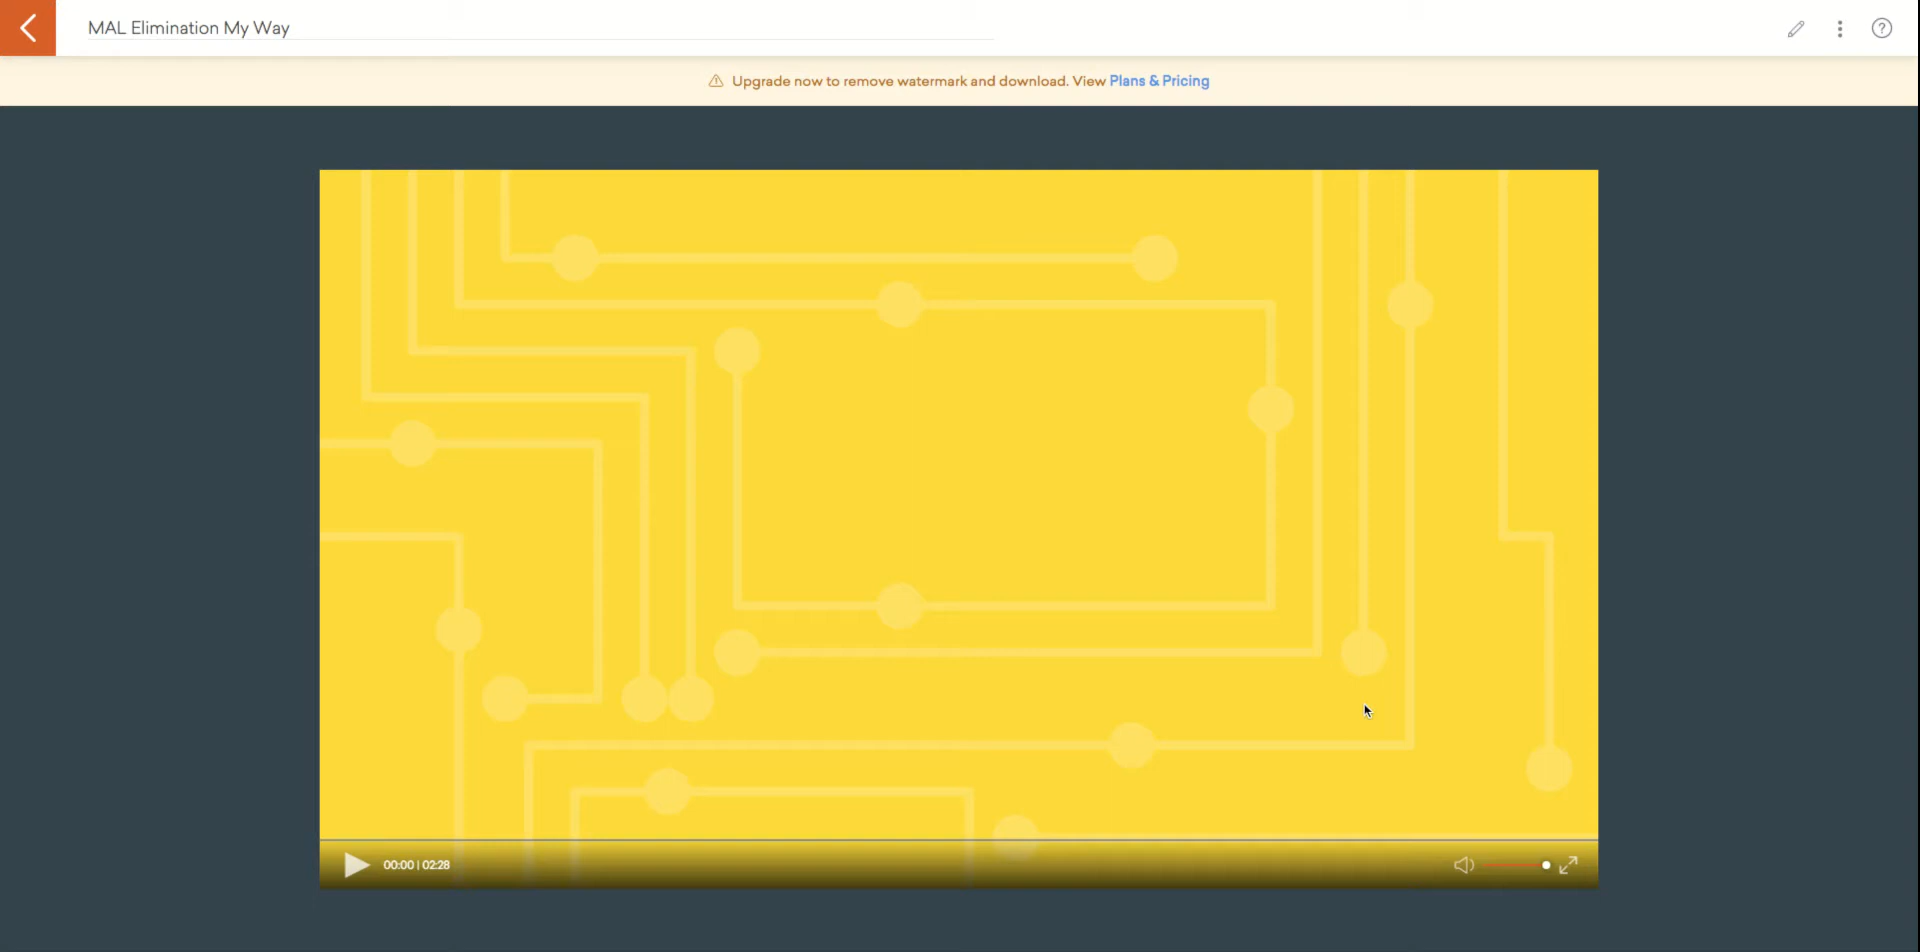 MAL Elimination My Way
Upgrade now to remove watermark and download. View Plans & Pricing
00:00 | 02:28